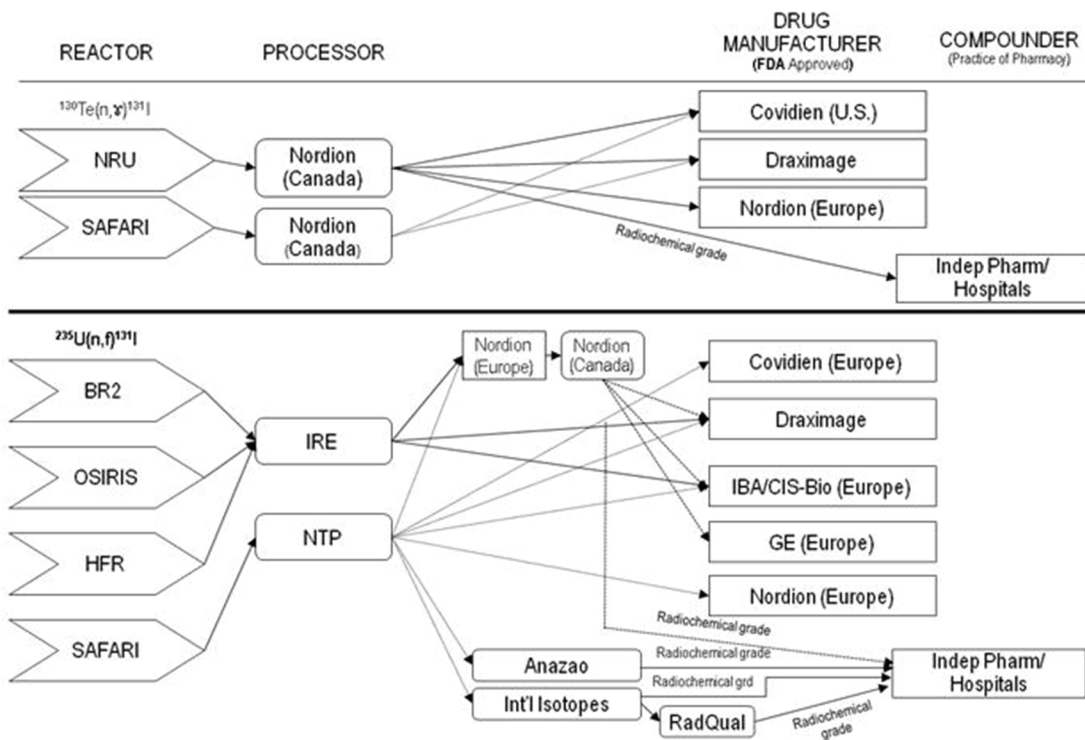 REACTOR
PROCESSOR
DRUG
MANUFACTURER
(FDA Approved)
COMPOUNDER
(Practice of Pharmacy)
¹³⁰Te(n,ɤ)¹³¹I
NRU
SAFARI
Nordion
(Canada)
Nordion
(Canada)
Covidien (U.S.)
Draximage
Nordion (Europe)
Radiochemical grade
Indep Pharm/
Hospitals
²³⁵U(n,f)¹³¹I
BR2
OSIRIS
HFR
SAFARI
IRE
NTP
Nordion
(Europe)
Nordion
(Canada)
Covidien (Europe)
Draximage
IBA/CIS-Bio (Europe)
GE (Europe)
Nordion (Europe)
Radiochemical grade
Anazao
Radiochemical grade
Int'l Isotopes
Radiochemical grd
RadQual
Radiochemical
grade
Indep Pharm/
Hospitals